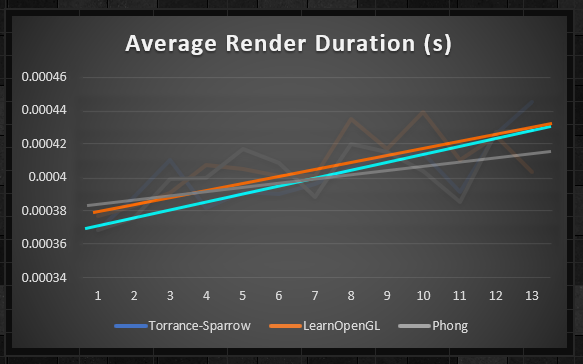 Average Render Duration (s)
0.00046
0.00044
0.00042
0.0004
0.00038
0.00036
0.00034
1 2 3 4 5 6 7 8 9 10 11 12 13
Torrance-Sparrow LearnOpenGL Phong